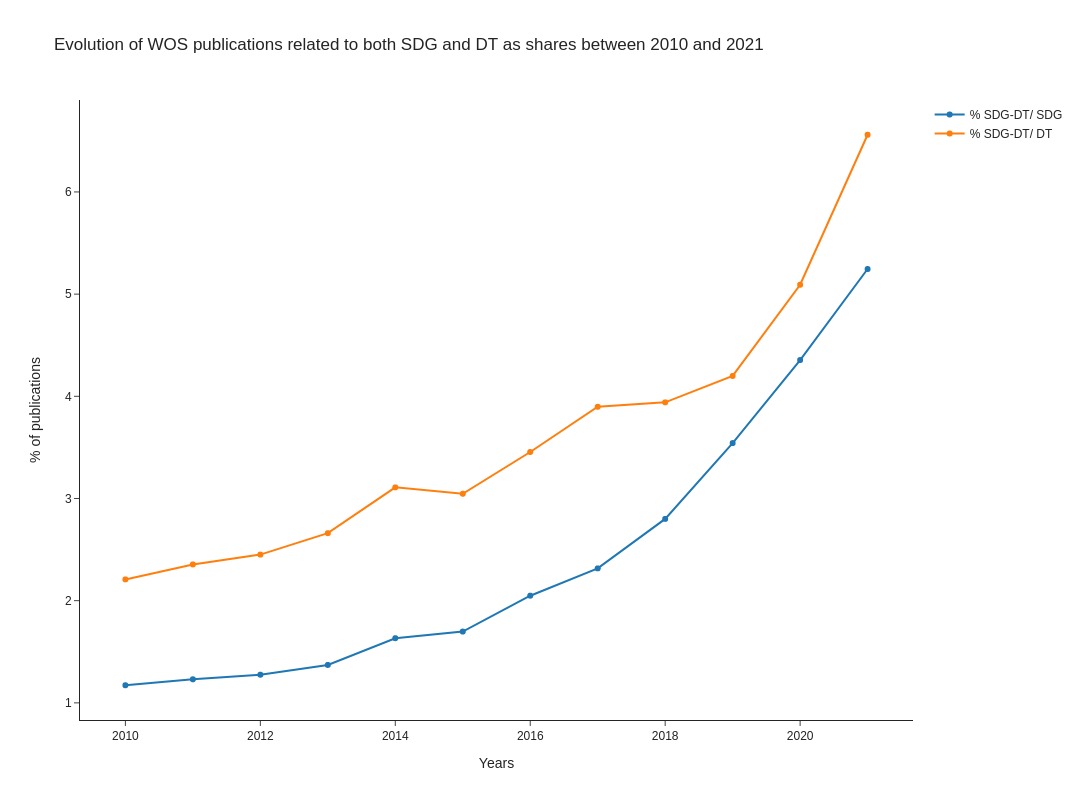 Evolution of WOS publications related to both SDG and DT as shares between 2010 and 2021
% SDG-DT/ SDG
% SDG-DT/ DT
6
5
4
3
2
1
% of publications
2010 2012 2014 2016 2018 2020
Years